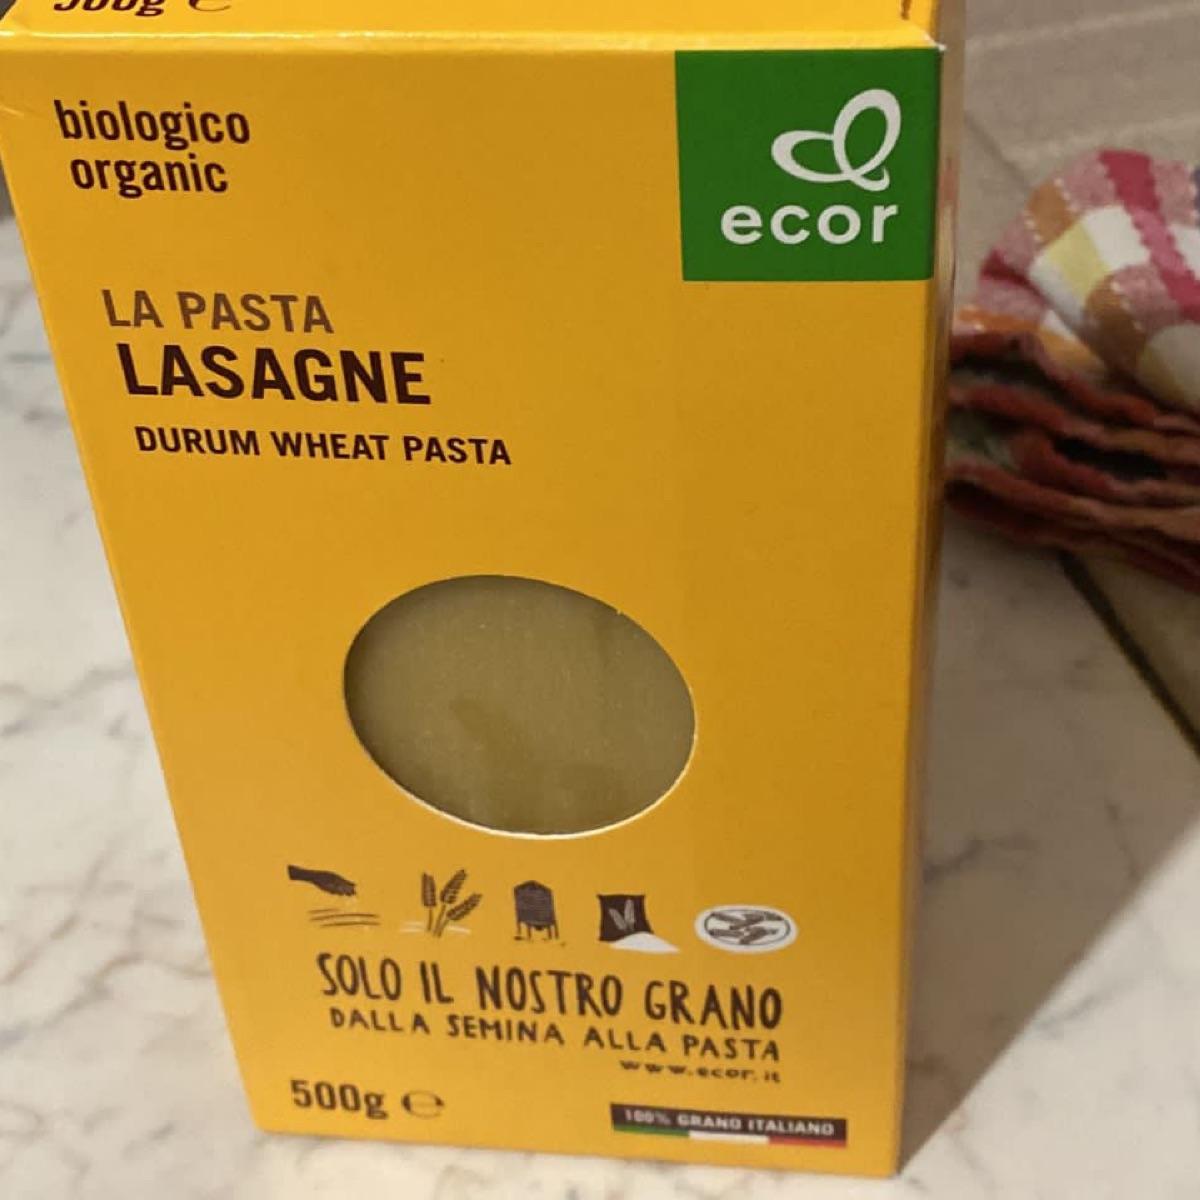 500g e
biologico
organic
ecor
LA PASTA
LASAGNE
DURUM WHEAT PASTA
SOLO IL NOSTRO GRANO
DALLA SEMINA ALLA PASTA
www.ecor.it
500g e
100% GRANO ITALIANO